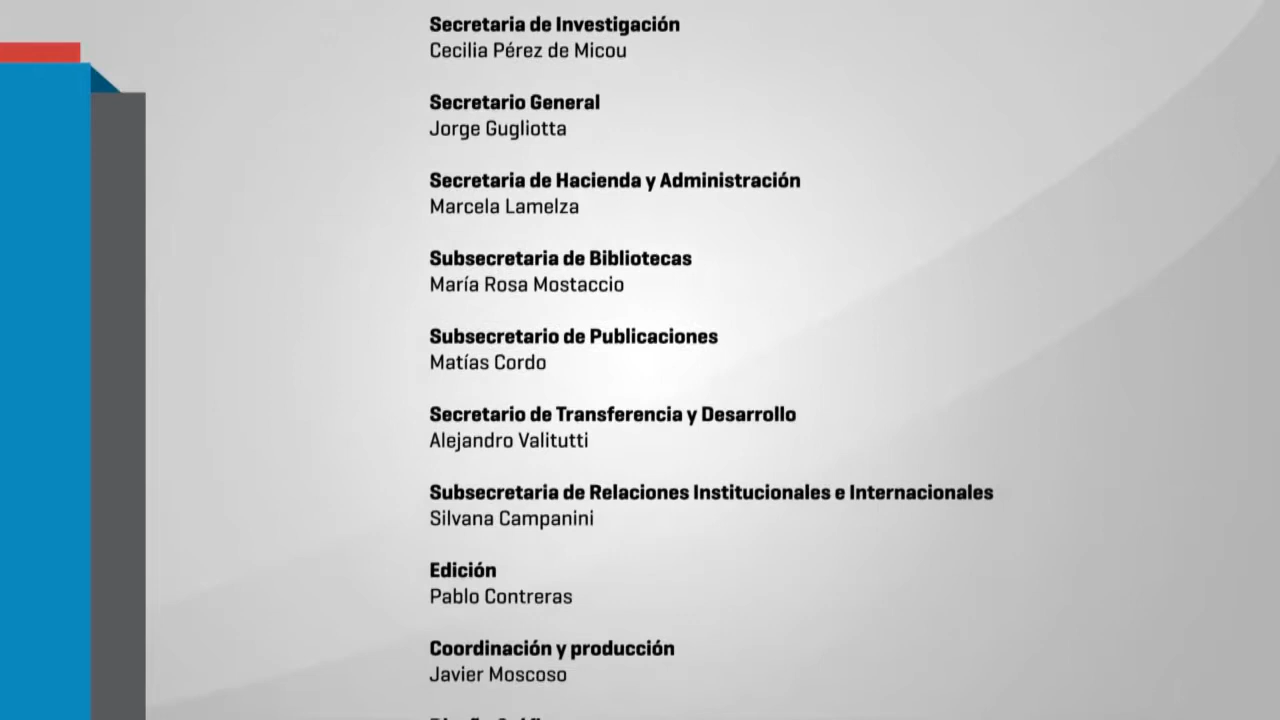 Secretaria de Investigación
Cecilia Pérez de Micou
Secretario General
Jorge Gugliotta
Secretaria de Hacienda y Administración
Marcela Lamelza
Subsecretaria de Bibliotecas
María Rosa Mostaccio
Subsecretario de Publicaciones
Matías Cordo
Secretario de Transferencia y Desarrollo
Alejandro Valitutti
Subsecretaria de Relaciones Institucionales e Internacionales
Silvana Campanini
Edición
Pablo Contreras
Coordinación y producción
Javier Moscoso